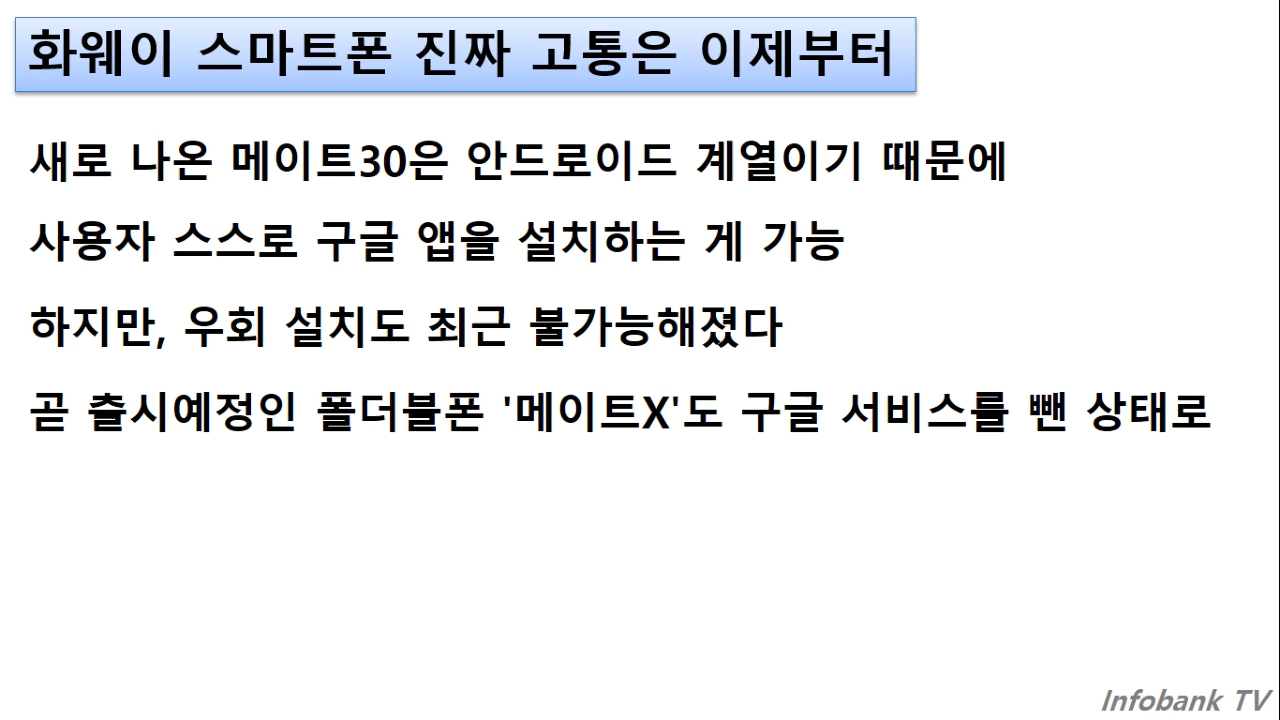 화웨이 스마트폰 진짜 고통은 이제부터
새로 나온 메이트30은 안드로이드 계열이기 때문에
사용자 스스로 구글 앱을 설치하는 게 가능
하지만, 우회 설치도 최근 불가능해졌다
곧 츨시예정인 폴더블폰 '메이트X'도 구글 서비스를 뺀 상태로
Infobank TV